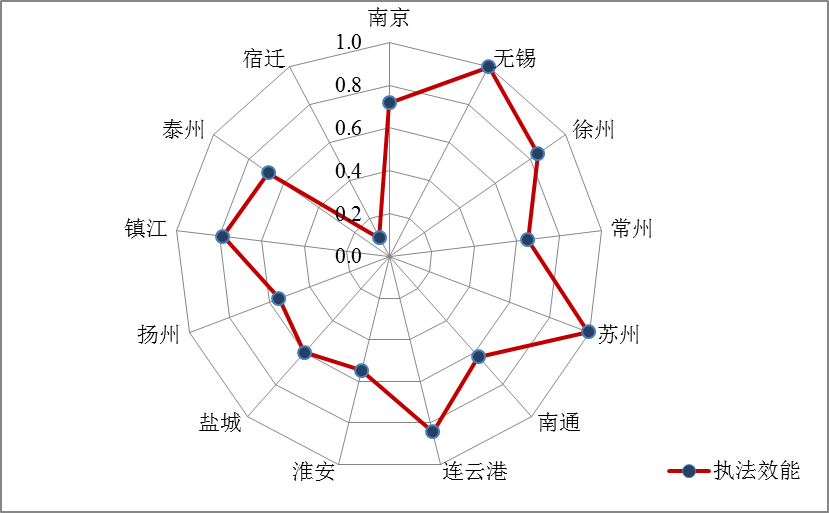 南京
1.0
宿迁
无锡
0.8
泰州
0.6
徐州
0.4
镇江
0.2
常州
0.0
扬州
苏州
盐城
南通
淮安
连云港
执法效能